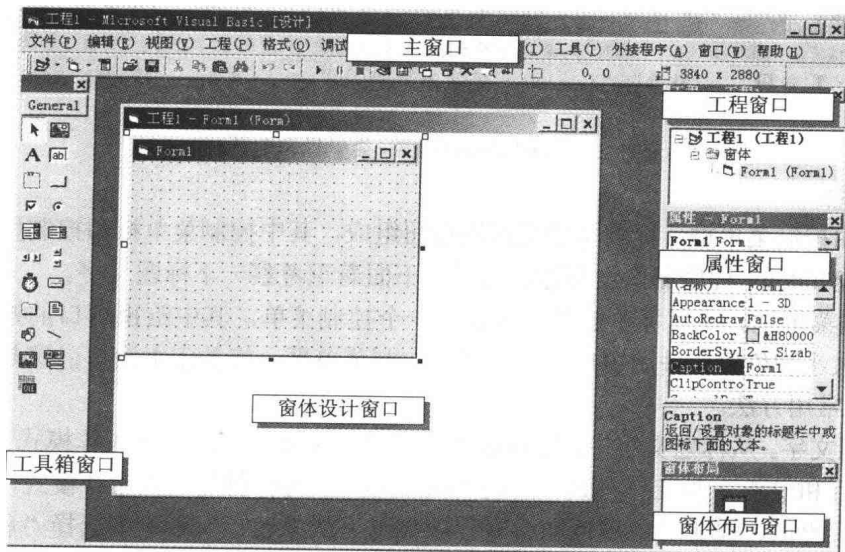 工程1 - Microsoft Visual Basic [设计]
文件(F) 编辑(E) 视图(V) 工程(P) 格式(O) 调试
(I) 工具(T) 外接程序(A) 窗口(W) 帮助(H)
主窗口
0, 0
3840 x 2880
General
工程1 - Form1 (Form)
Form1
工程窗口
工程1 (工程1)
窗体
Form1 (Form1)
属性 - Form1
Form1 Form
属性窗口
(名称) Form1
Appearance 1 - 3D
AutoRedraw False
BackColor &H80000
BorderStyl 2 - Sizab
Caption Form1
ClipContro True
Caption
返回/设置对象的标题栏中或
图标下面的文本。
窗体设计窗口
工具箱窗口
窗体布局
窗体布局窗口